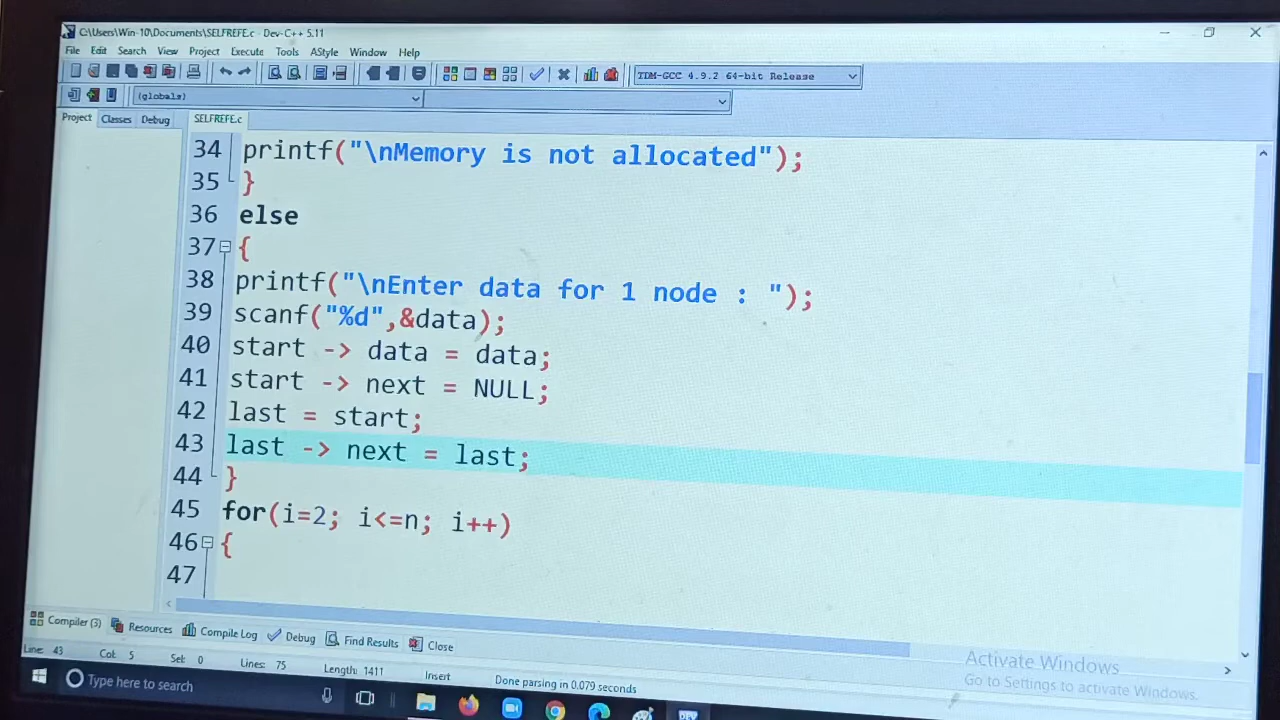 C:\Users\Win-10\Documents\SELFREFE.c - Dev-C++ 5.11
File Edit Search View Project Execute Tools AStyle Window Help
TDM-GCC 4.9.2 64-bit Release
(globals)
Project Classes Debug SELFREFE.c
34 printf("\nMemory is not allocated");
35 }
36 else
37 {
38 printf("\nEnter data for 1 node : ");
39 scanf("%d",&data);
40 start -> data = data;
41 start -> next = NULL;
42 last = start;
43 last -> next = last;
44 }
45 for(i=2; i<=n; i++)
46 {
47
Compiler (3) Resources Compile Log Debug Find Results Close
Line: 43 Col: 5 Sel: 0 Lines: 75 Length: 1411 Insert Done parsing in 0.079 seconds
Activate Windows
Go to Settings to activate Windows.
Type here to search
DEV